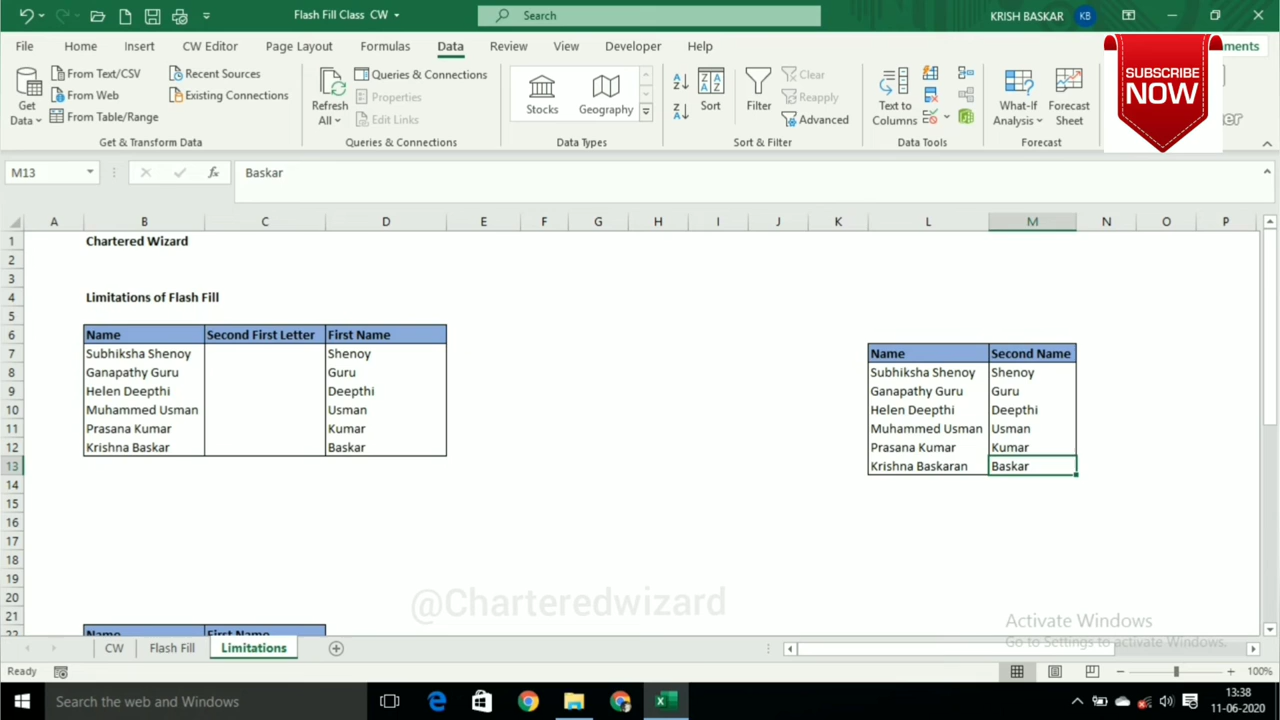 Flash Fill Class CW
Search
KRISH BASKAR KB
File Home Insert CW Editor Page Layout Formulas Data Review View Developer Help
SUBSCRIBE
NOW
Get
Data
From Text/CSV
From Web
From Table/Range
Recent Sources
Existing Connections
Get & Transform Data
Refresh
All
Queries & Connections
Properties
Edit Links
Queries & Connections
Stocks Geography
Data Types
Sort
Filter
Clear
Reapply
Advanced
Sort & Filter
Text to
Columns
Data Tools
What-If
Analysis
Forecast
Sheet
Forecast
M13 fx Baskar
A B C D E F G H I J K L M N O P
1 Chartered Wizard
2
3
4 Limitations of Flash Fill
5
6 Name Second First Letter First Name
7 Subhiksha Shenoy Shenoy Name Second Name
8 Ganapathy Guru Guru Subhiksha Shenoy Shenoy
9 Helen Deepthi Deepthi Ganapathy Guru Guru
10 Muhammed Usman Usman Helen Deepthi Deepthi
11 Prasana Kumar Kumar Muhammed Usman Usman
12 Krishna Baskar Baskar Prasana Kumar Kumar
13 Krishna Baskaran Baskar
14
15
16
17
18
19
20
21
22 Name First Name
@Charteredwizard
Activate Windows
Go to Settings to activate Windows.
CW Flash Fill Limitations
Ready 100%
Search the web and Windows
13:38
11-06-2020